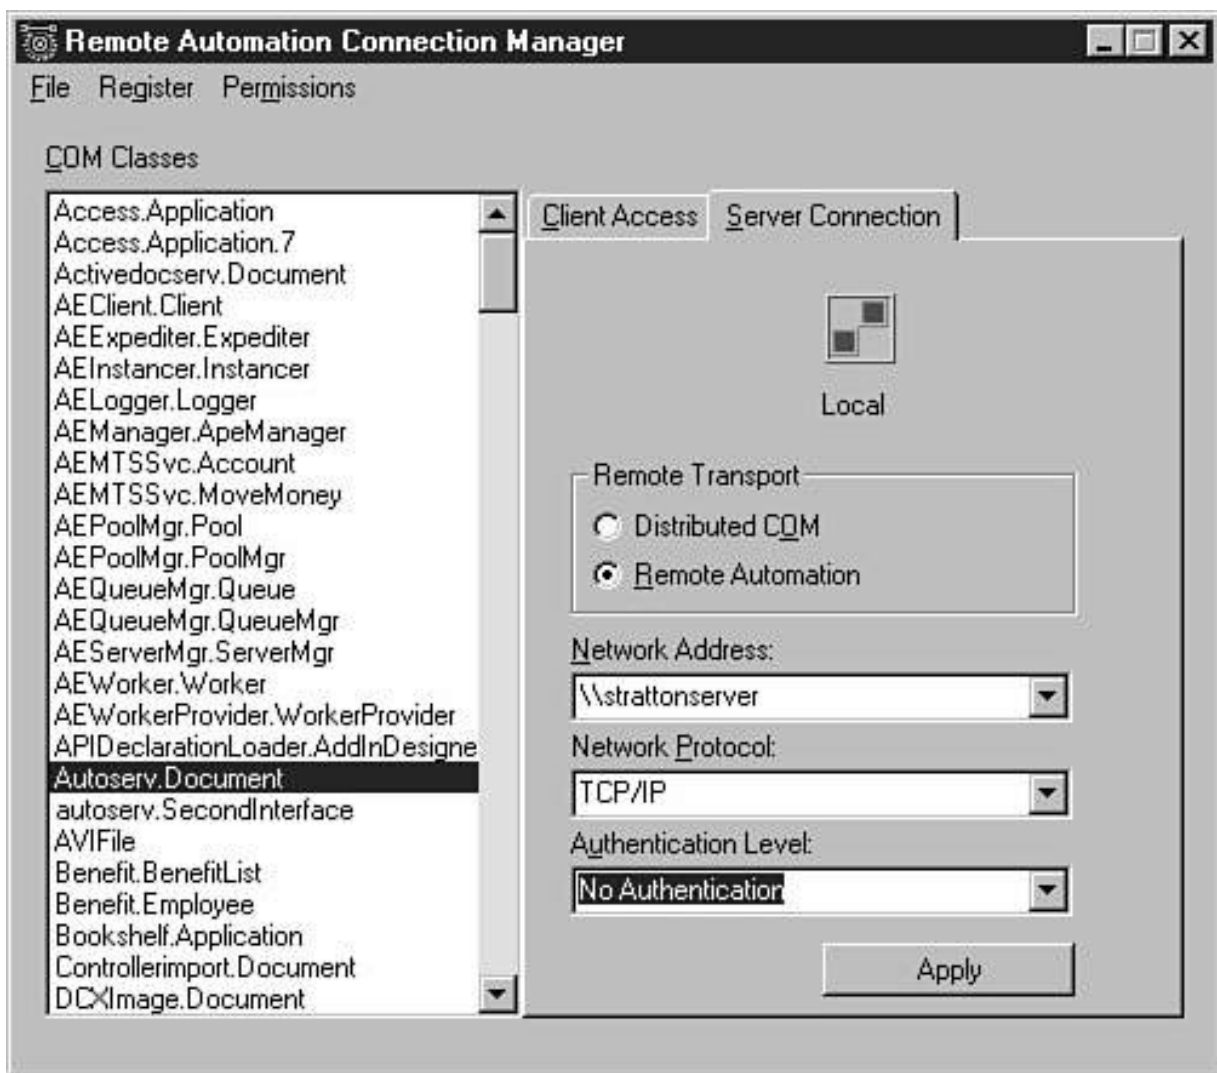 Remote Automation Connection Manager
File Register Permissions
COM Classes
Access.Application
Access.Application.7
Activedocserv.Document
AEClient.Client
AEExpediter.Expediter
AEInstancer.Instancer
AELogger.Logger
AEManager.ApeManager
AEMTSSvc.Account
AEMTSSvc.MoveMoney
AEPoolMgr.Pool
AEPoolMgr.PoolMgr
AEQueueMgr.Queue
AEQueueMgr.QueueMgr
AEServerMgr.ServerMgr
AEWorker.Worker
AEWorkerProvider.WorkerProvider
APIDeclarationLoader.AddInDesigne
Autoserv.Document
autoserv.SecondInterface
AVIFile
Benefit.BenefitList
Benefit.Employee
Bookshelf.Application
Controllerimport.Document
DCXImage.Document
Client Access Server Connection
Local
Remote Transport
Distributed COM
Remote Automation
Network Address:
\\strattonserver
Network Protocol:
TCP/IP
Authentication Level:
No Authentication
Apply